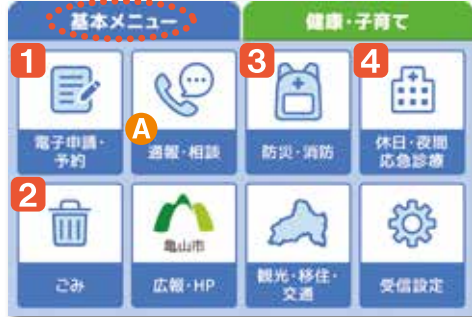 基本メニュー
健康・子育て
1
電子申請・
予約
A
通報・相談
3
防災・消防
4
休日・夜間
応急診療
2
ごみ
亀山市
広報・HP
観光・移住・
交通
受信設定